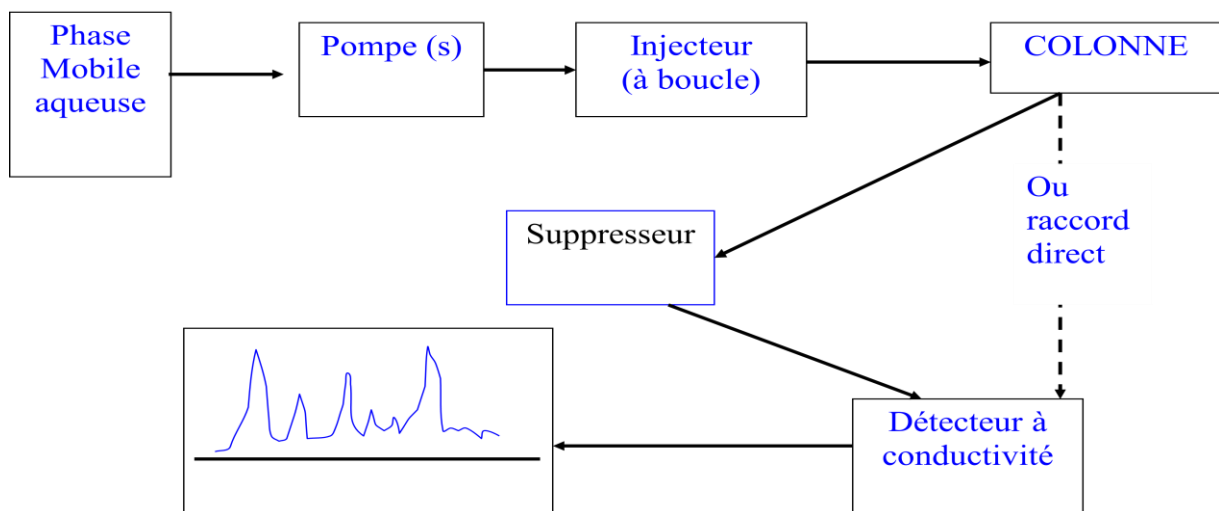 Phase
Mobile
aqueuse
Pompe (s)
Injecteur
(à boucle)
COLONNE
Ou
raccord
direct
Suppresseur
Détecteur à
conductivité